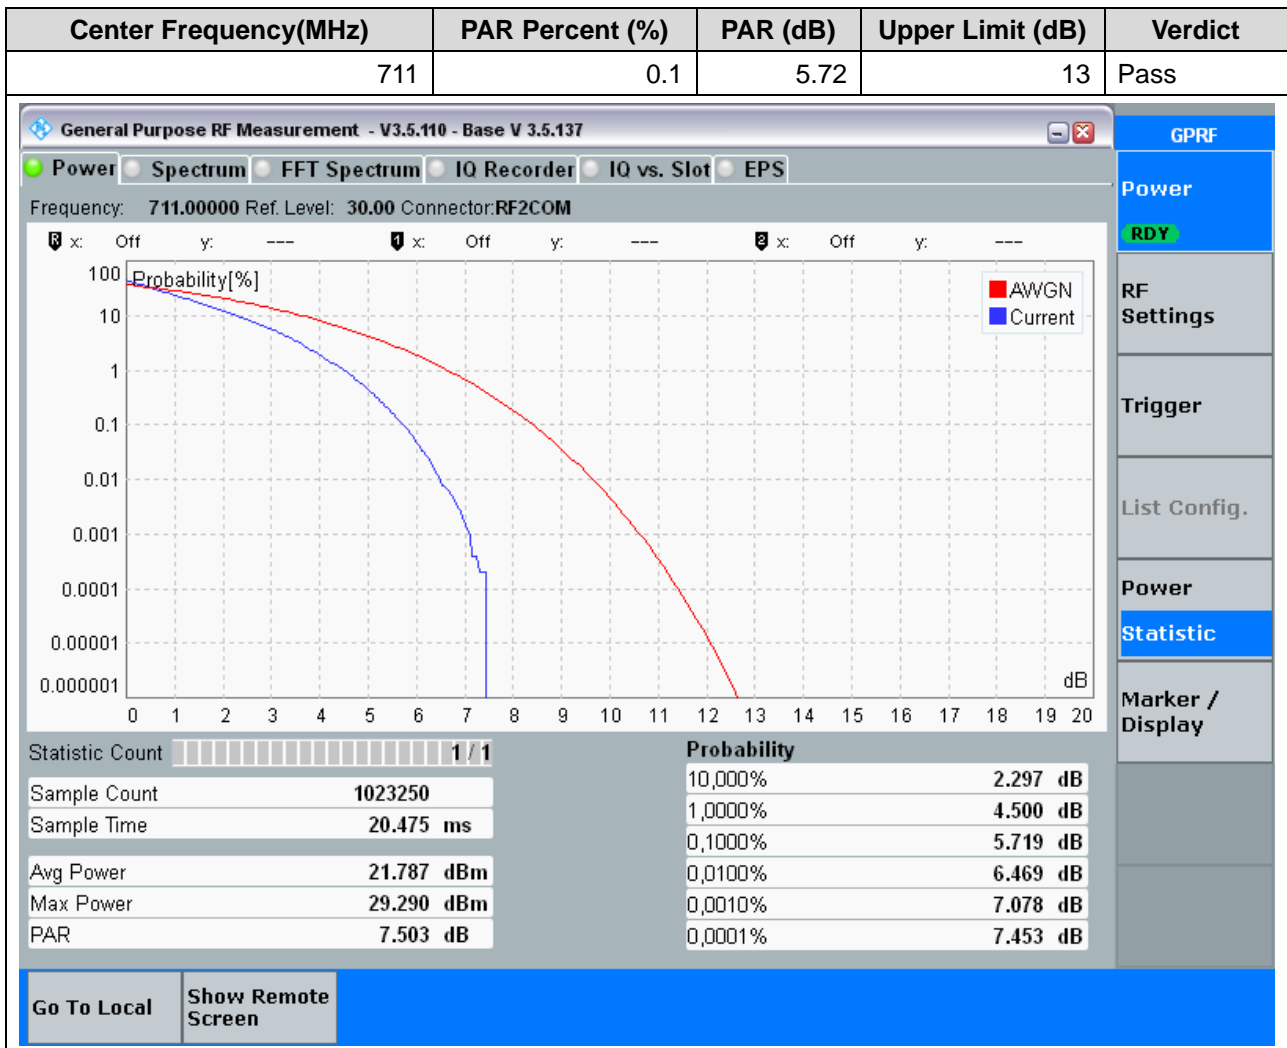 Center Frequency(MHz) PAR Percent (%) PAR (dB) Upper Limit (dB) Verdict
711 0.1 5.72 13 Pass
General Purpose RF Measurement - V3.5.110 - Base V 3.5.137
GPRF
Power Spectrum FFT Spectrum IQ Recorder IQ vs. Slot EPS
Power
RDY
Frequency: 711.00000 Ref. Level: 30.00 Connector:RF2COM
R x: Off y: --- 1 x: Off y: --- 2 x: Off y: ---
Probability[%]
AWGN
Current
100
10
1
0.1
0.01
0.001
0.0001
0.00001
0.000001
dB
0 1 2 3 4 5 6 7 8 9 10 11 12 13 14 15 16 17 18 19 20
RF
Settings
Trigger
List Config.
Power
Statistic
Marker /
Display
Statistic Count 1 / 1
Sample Count 1023250
Sample Time 20.475 ms
Avg Power 21.787 dBm
Max Power 29.290 dBm
PAR 7.503 dB
Probability
10,000% 2.297 dB
1,0000% 4.500 dB
0,1000% 5.719 dB
0,0100% 6.469 dB
0,0010% 7.078 dB
0,0001% 7.453 dB
Go To Local
Show Remote
Screen